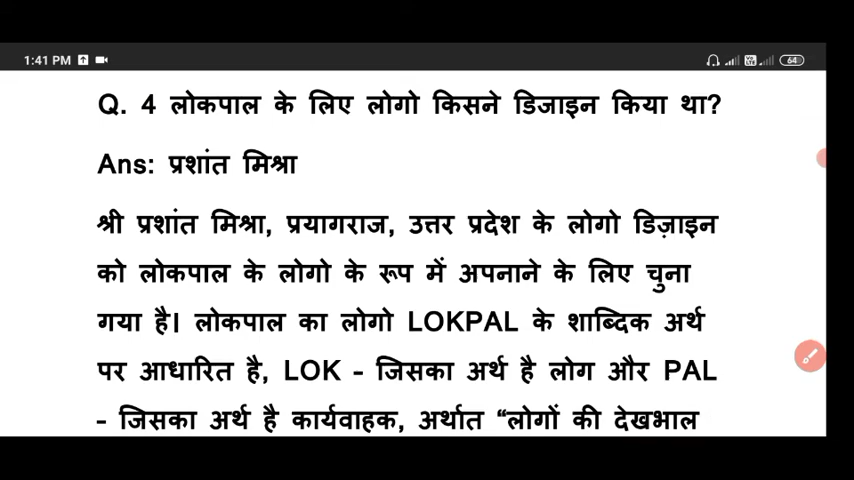 1:41 PM
64
Q. 4 लोकपाल के लिए लोगो किसने डिजाइन किया था?
Ans: प्रशांत मिश्रा
श्री प्रशांत मिश्रा, प्रयागराज, उत्तर प्रदेश के लोगो डिज़ाइन
को लोकपाल के लोगो के रूप में अपनाने के लिए चुना
गया है। लोकपाल का लोगो LOKPAL के शाब्दिक अर्थ
पर आधारित है, LOK – जिसका अर्थ है लोग और PAL
– जिसका अर्थ है कार्यवाहक, अर्थात “लोगों की देखभाल